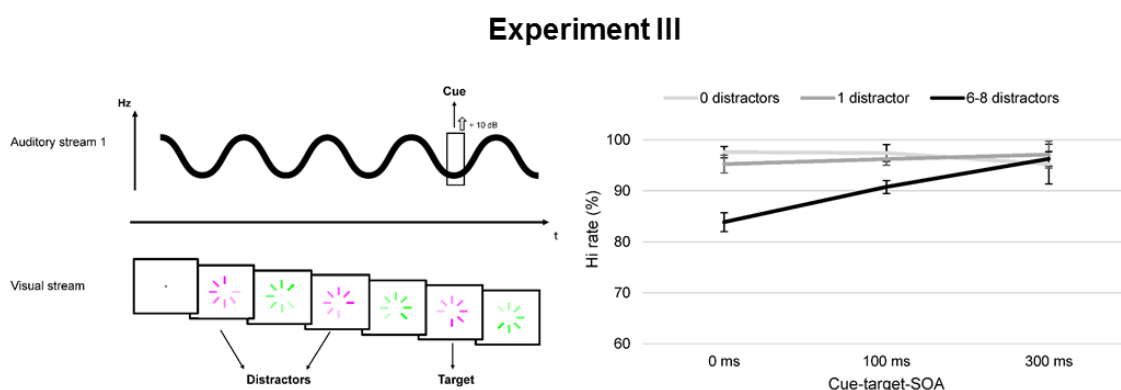 Experiment III
Hz
Cue
+ 10 dB
Auditory stream 1
t
Visual stream
Distractors
Target
0 distractors
1 distractor
6-8 distractors
Hi rate (%)
100
90
80
70
60
0 ms
100 ms
300 ms
Cue-target-SOA